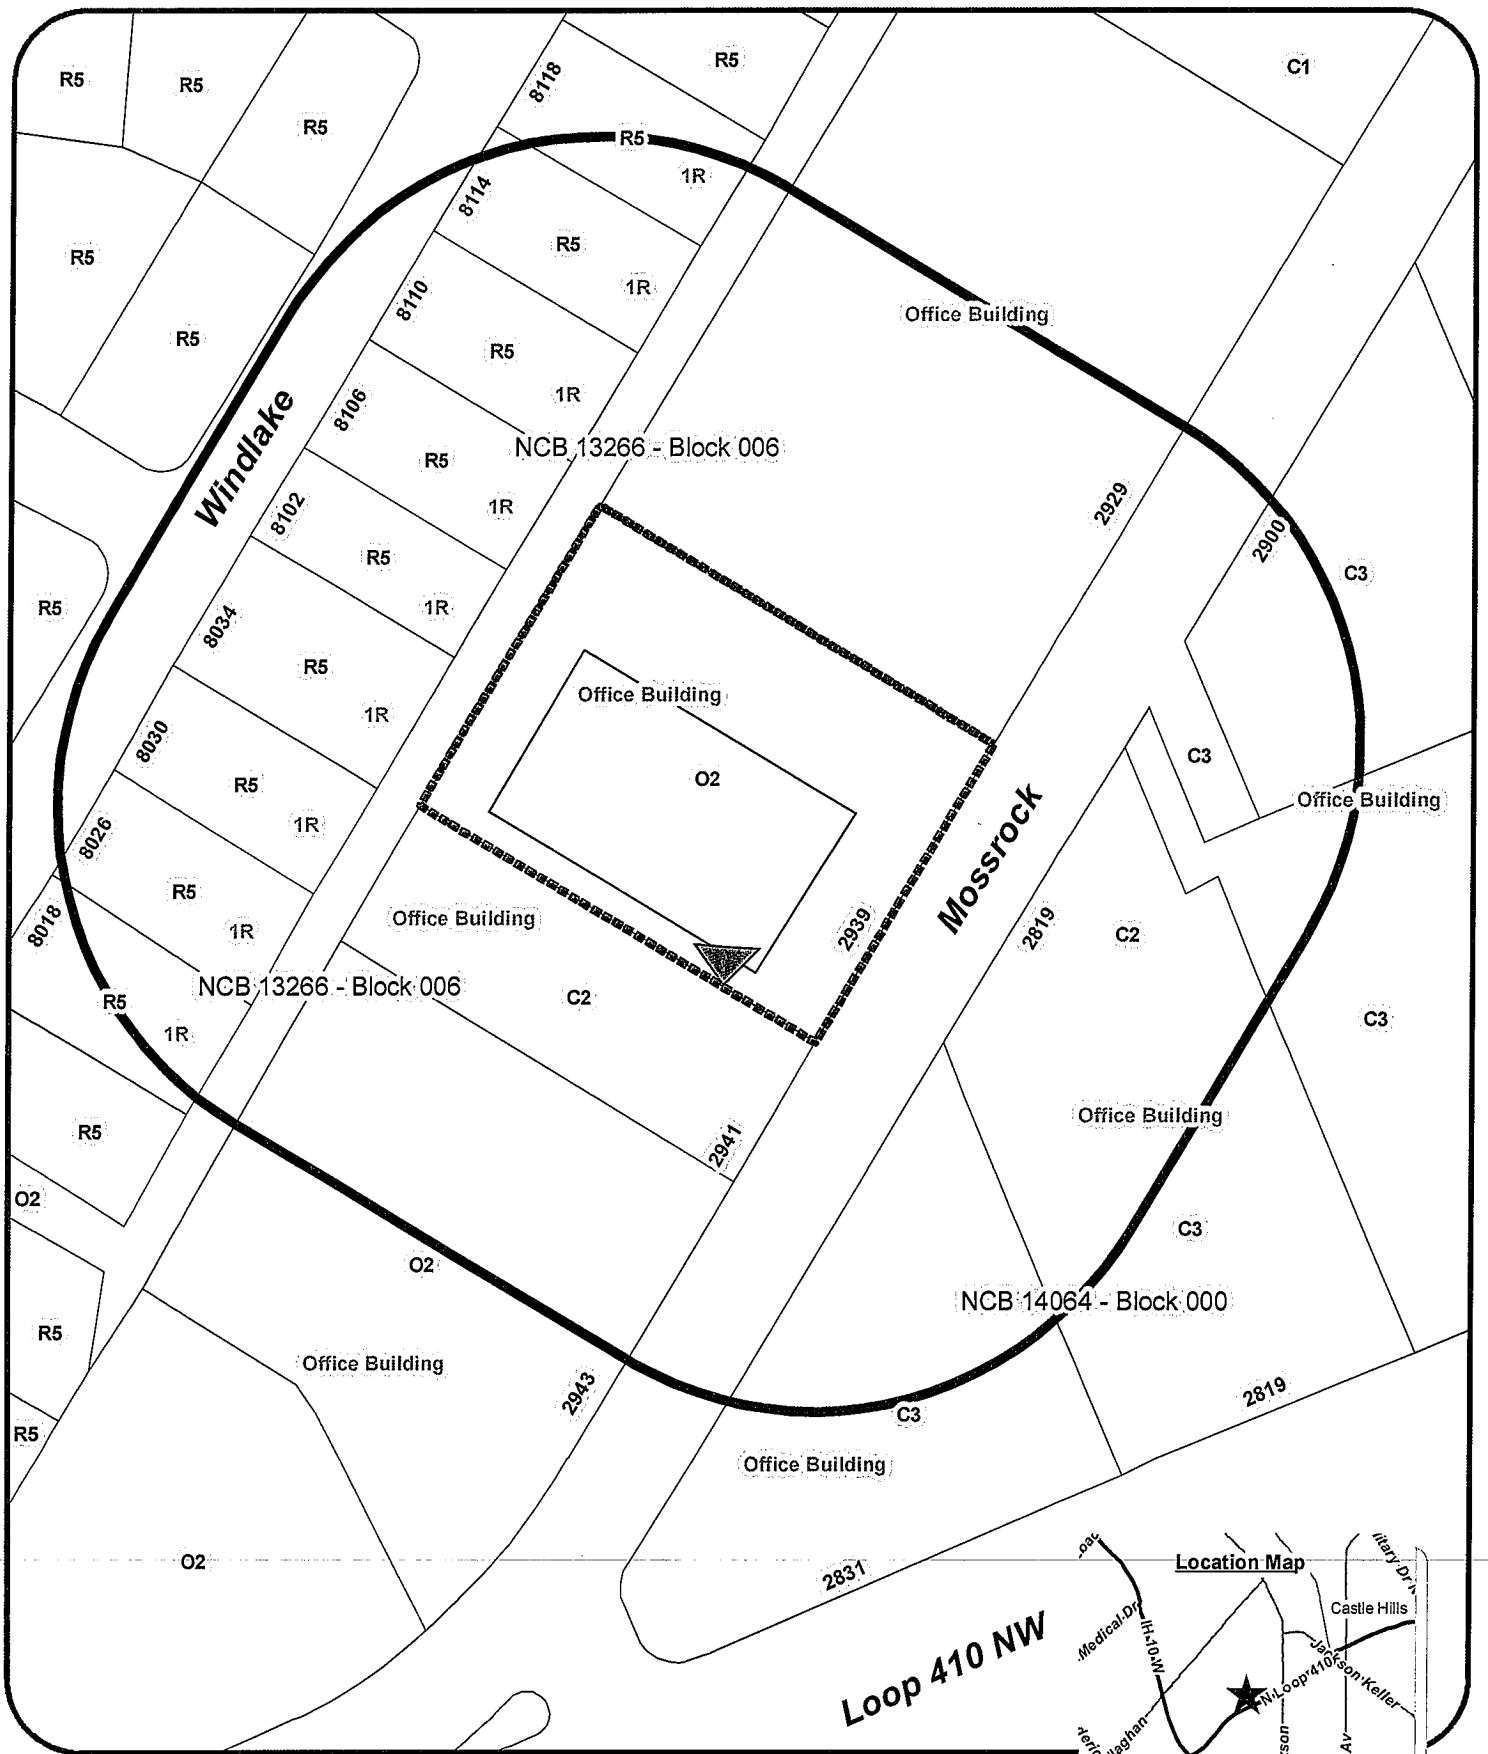 R5
R5
R5
8118
R5
C1
R5
1R
8114
R5
R5
1R
8110
Office Building
R5
R5
1R
8106
Windlake
NCB 13266 - Block 006
R5
1R
2929
8102
2900
C3
R5
R5
1R
8034
R5
1R
Office Building
8030
O2
C3
R5
1R
Office Building
Mossrock
8026
R5
1R
Office Building
2939
2819
C2
8018
NCB 13266 - Block 006
R5
C2
1R
C3
R5
2941
Office Building
O2
C3
O2
NCB 14064 - Block 000
R5
Office Building
2943
2819
C3
R5
Office Building
O2
2831
Loop 410 NW
Location Map
Castle Hills
Medical Dr
IH 10 W
Jackson Keller
N Loop 410